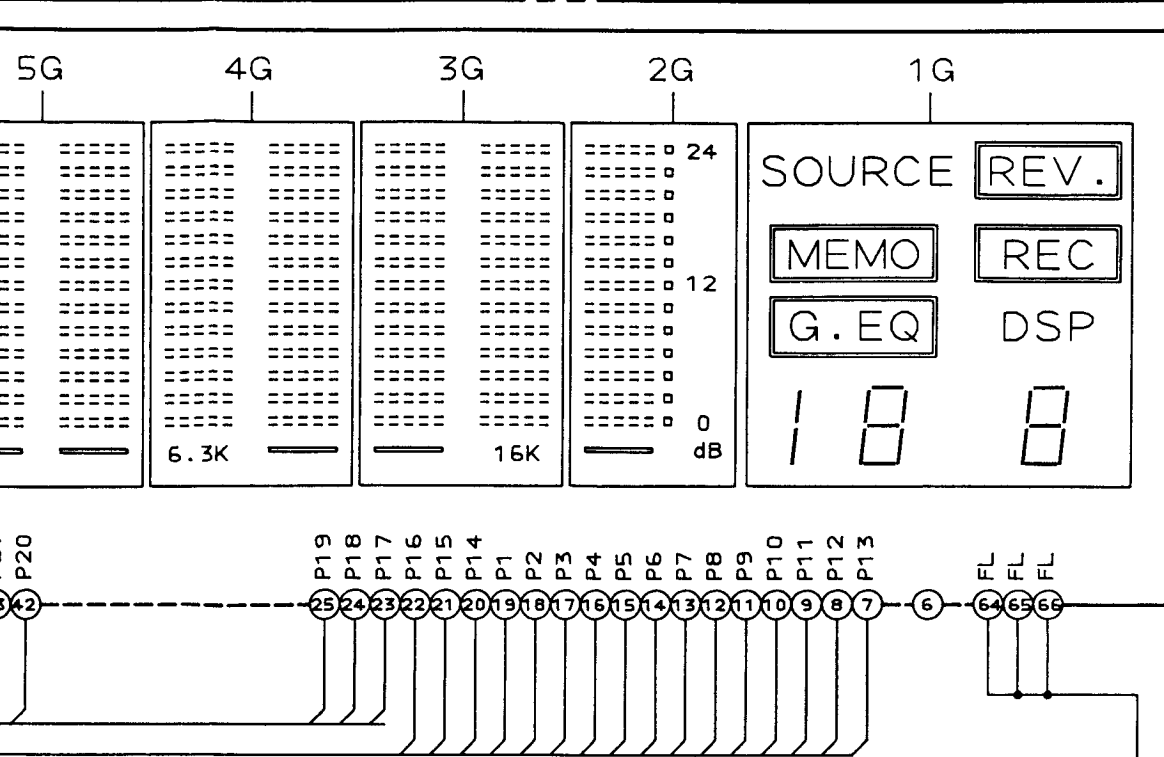 5G 4G 3G 2G 1G
24
SOURCE REV.
MEMO REC
12
G.EQ DSP
18 8
0
6.3K 16K dB
P20 P19 P18 P17 P16 P15 P14 P1 P2 P3 P4 P5 P6 P7 P8 P9 P10 P11 P12 P13 FL FL FL
42 25 24 23 22 21 20 19 18 17 16 15 14 13 12 11 10 9 8 7 6 64 65 66